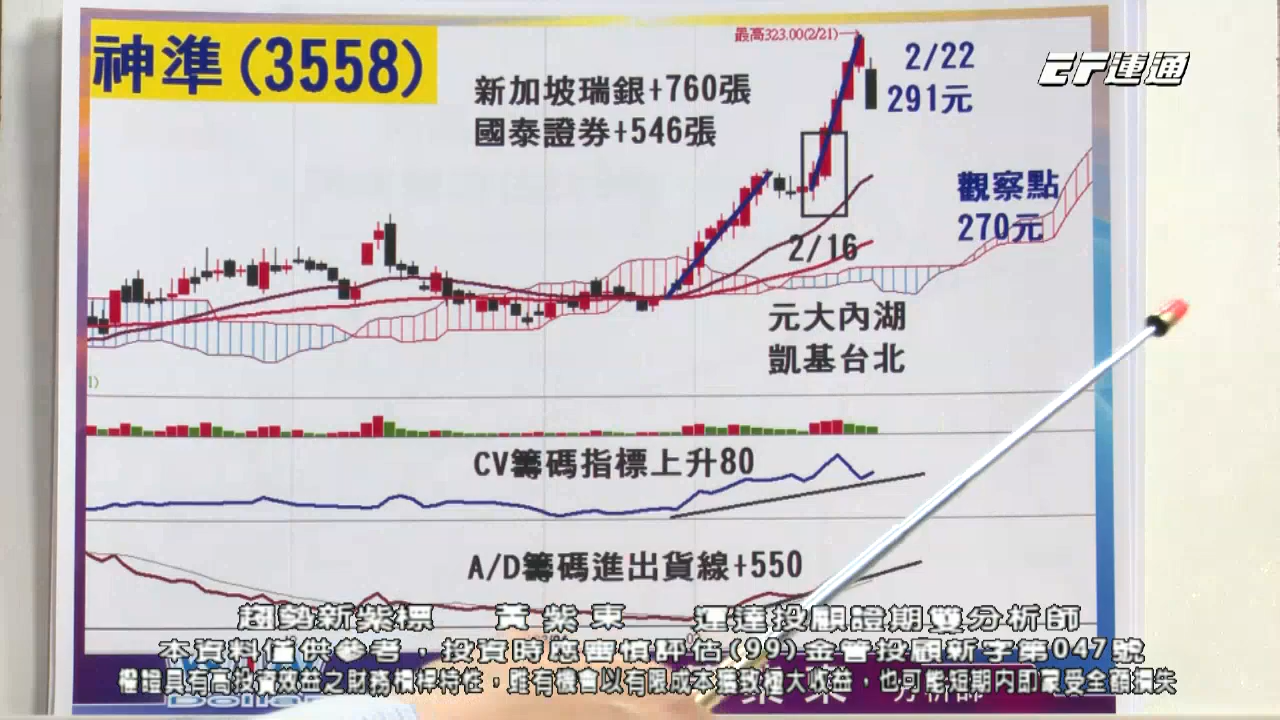 神準(3558)
最高323.00(2/21)
2/22
291元
運通
新加坡瑞銀+760張
國泰證券+546張
觀察點
270元
2/16
元大內湖
凱基台北
1)
CV籌碼指標上升80
A/D籌碼進出貨線+550
趨勢新紫標 黃紫東 運達投顧證期雙分析師
本資料僅供參考，投資時應審慎評估(99)金管投顧新字第047號
權證具有高投資效益之財務槓桿特性，雖有機會以有限成本獲致極大收益，也可能短期內即蒙受全額損失